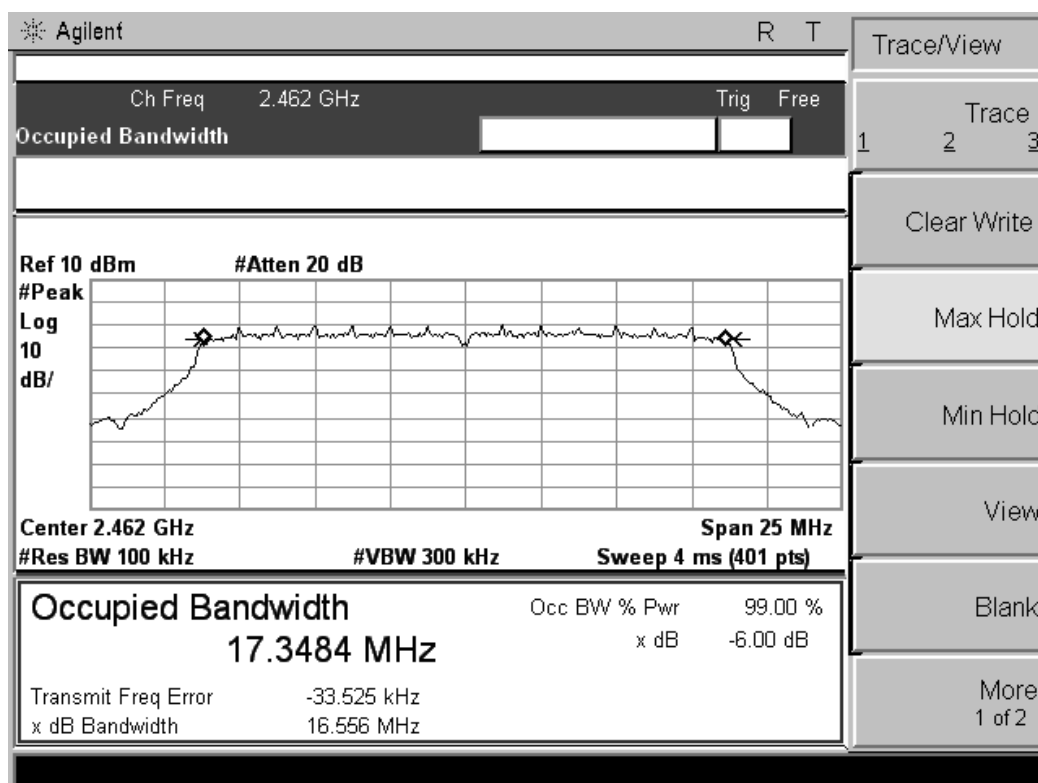 Agilent R T
Trace/View
Ch Freq 2.462 GHz Trig Free
Occupied Bandwidth
Trace
1 2 3
Clear Write
Ref 10 dBm #Atten 20 dB
#Peak
Log
10
dB/
Max Hold
Min Hold
View
Center 2.462 GHz Span 25 MHz
#Res BW 100 kHz #VBW 300 kHz Sweep 4 ms (401 pts)
Occupied Bandwidth
17.3484 MHz
Occ BW % Pwr 99.00 %
x dB -6.00 dB
Transmit Freq Error -33.525 kHz
x dB Bandwidth 16.556 MHz
Blank
More
1 of 2